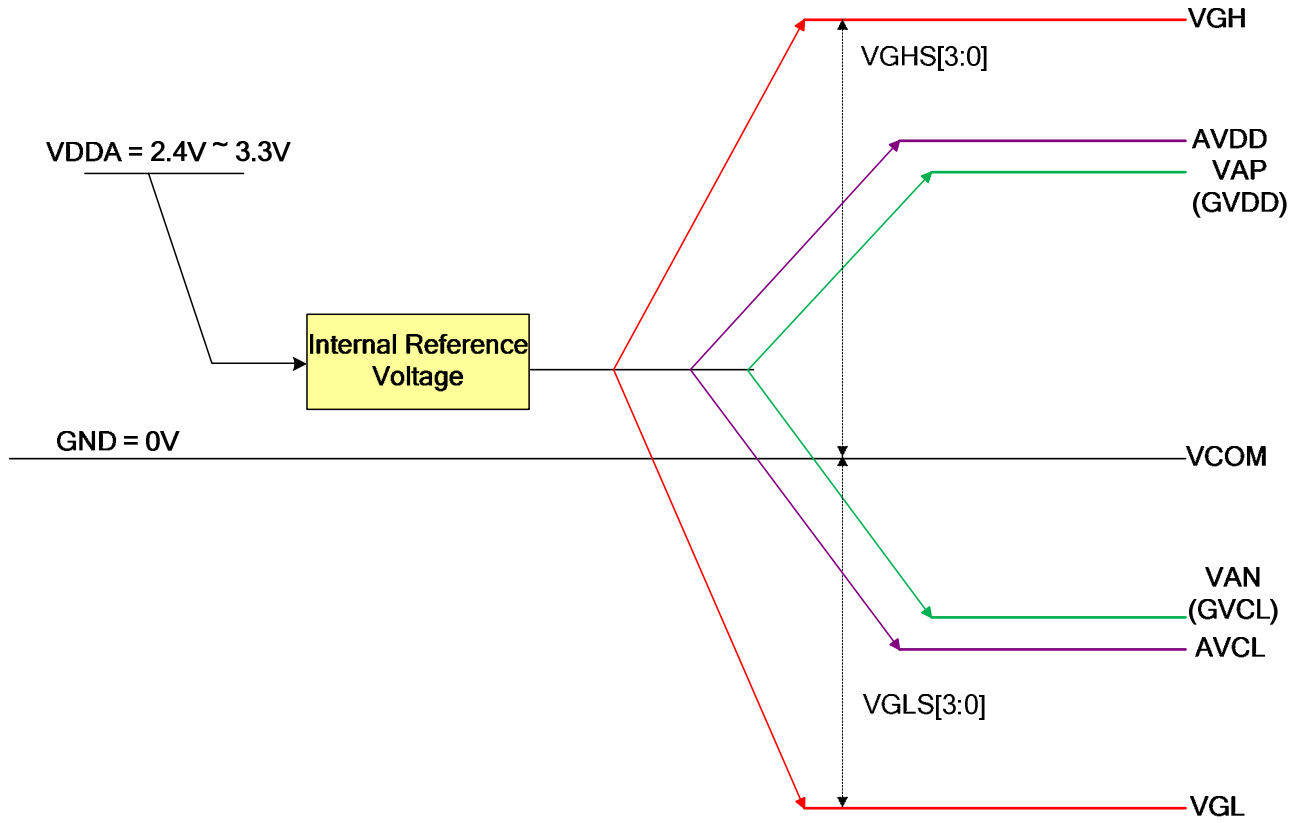 VGH
VGHS[3:0]
AVDD
VDDA = 2.4V ~ 3.3V
VAP
(GVDD)
Internal Reference
Voltage
GND = 0V
VCOM
VAN
(GVCL)
AVCL
VGLS[3:0]
VGL